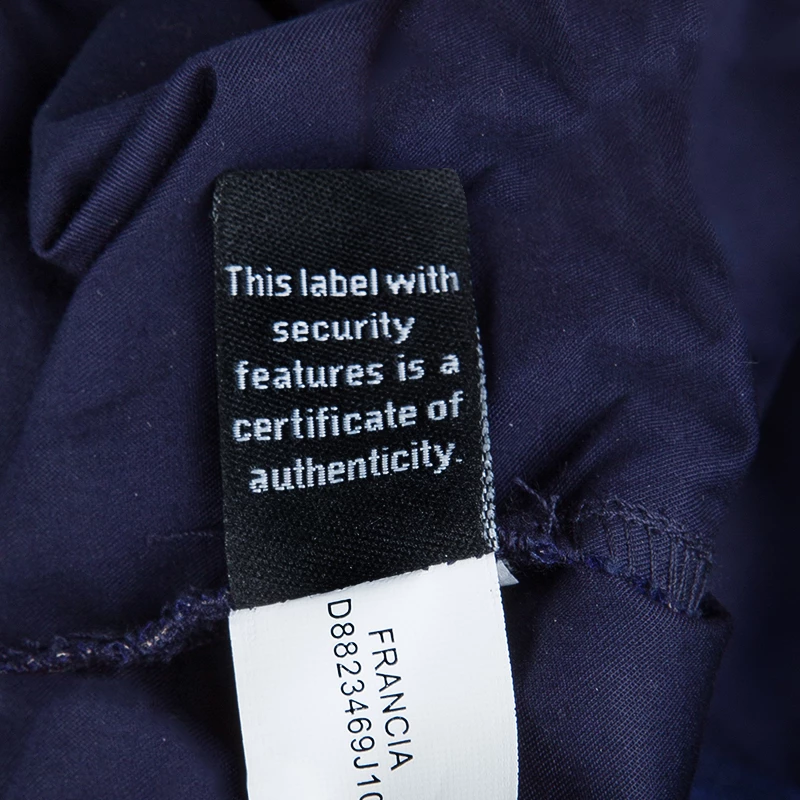 This label with
security
features is a
certificate of
authenticity.
FRANCIA
D8823469J10